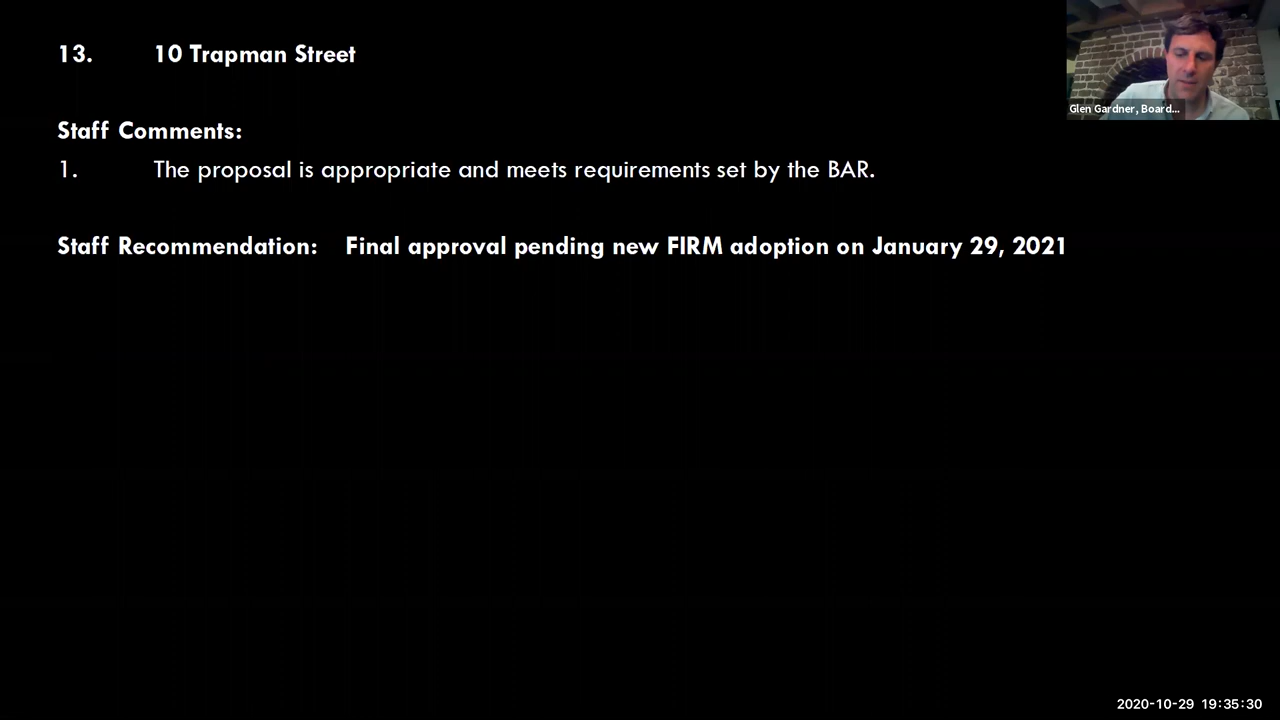 13. 10 Trapman Street
Glen Gardner, Board...
Staff Comments:
1. The proposal is appropriate and meets requirements set by the BAR.
Staff Recommendation: Final approval pending new FIRM adoption on January 29, 2021
2020-10-29 19:35:30